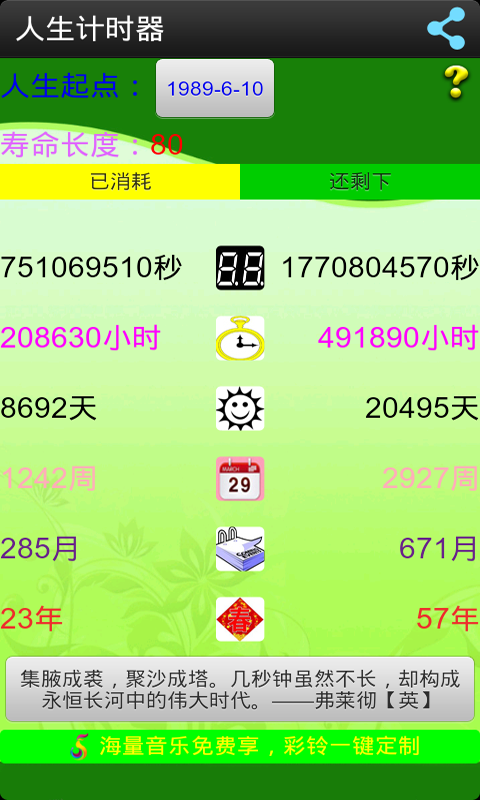 人生计时器
人生起点： 1989-6-10
寿命长度：80
已消耗 还剩下
751069510秒 1770804570秒
208630小时 491890小时
8692天 20495天
MARCH
29
1242周 2927周
285月 671月
春
23年 57年
集腋成裘，聚沙成塔。几秒钟虽然不长，却构成
永恒长河中的伟大时代。——弗莱彻【英】
海量音乐免费享，彩铃一键定制